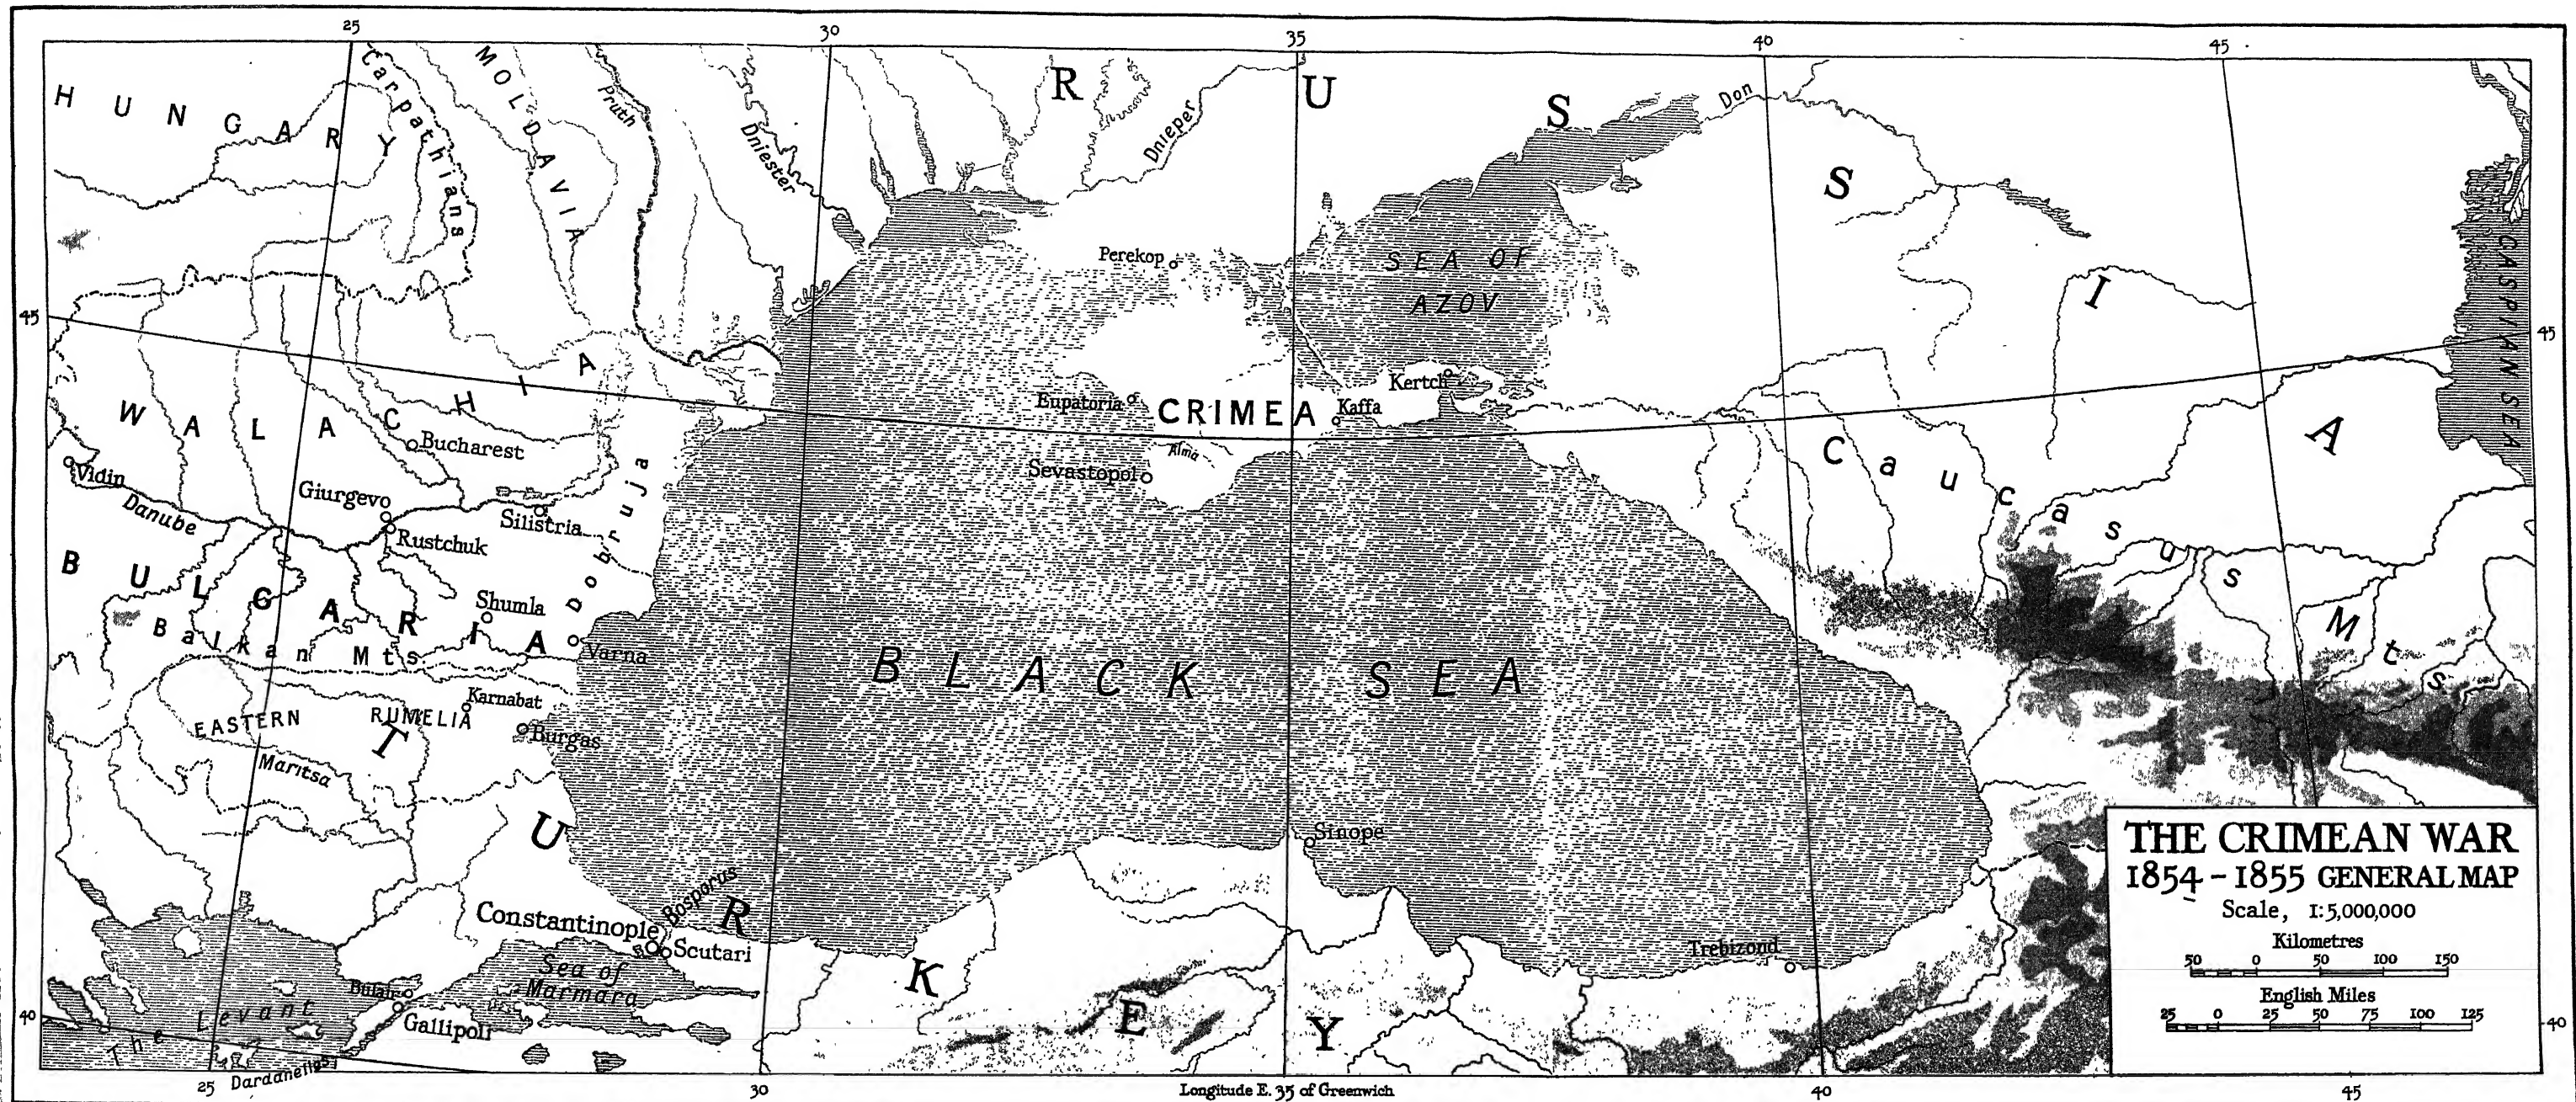 25
30
35
40
45
HUNGARY
Carpathians
MOLDAVIA
Pruth
Dniester
Dnieper
Don
RUSSIA
Perekop
SEA OF
AZOV
CASPIAN SEA
45
45
WALACHIA
Bucharest
Eupatoria
CRIMEA
Kertch
Kaffa
Alma
Sevastopol
Caucasus Mts
Vidin
Danube
Giurgevo
Rustchuk
Silistria
Dobruja
BULGARIA
Shumla
Varna
Balkan Mts
BLACK SEA
Karnabat
EASTERN RUMELIA
Burgas
Maritsa
TURKEY
Sinope
Bosporus
Constantinople
Scutari
Sea of
Marmara
Trebizond
Bulair
Gallipoli
The Levant
Dardanelles
40
40
THE CRIMEAN WAR
1854-1855 GENERAL MAP
Scale, 1:5,000,000
Kilometres
50 0 50 100 150
English Miles
25 0 25 50 75 100 125
25
30
Longitude E. 35 of Greenwich
40
45